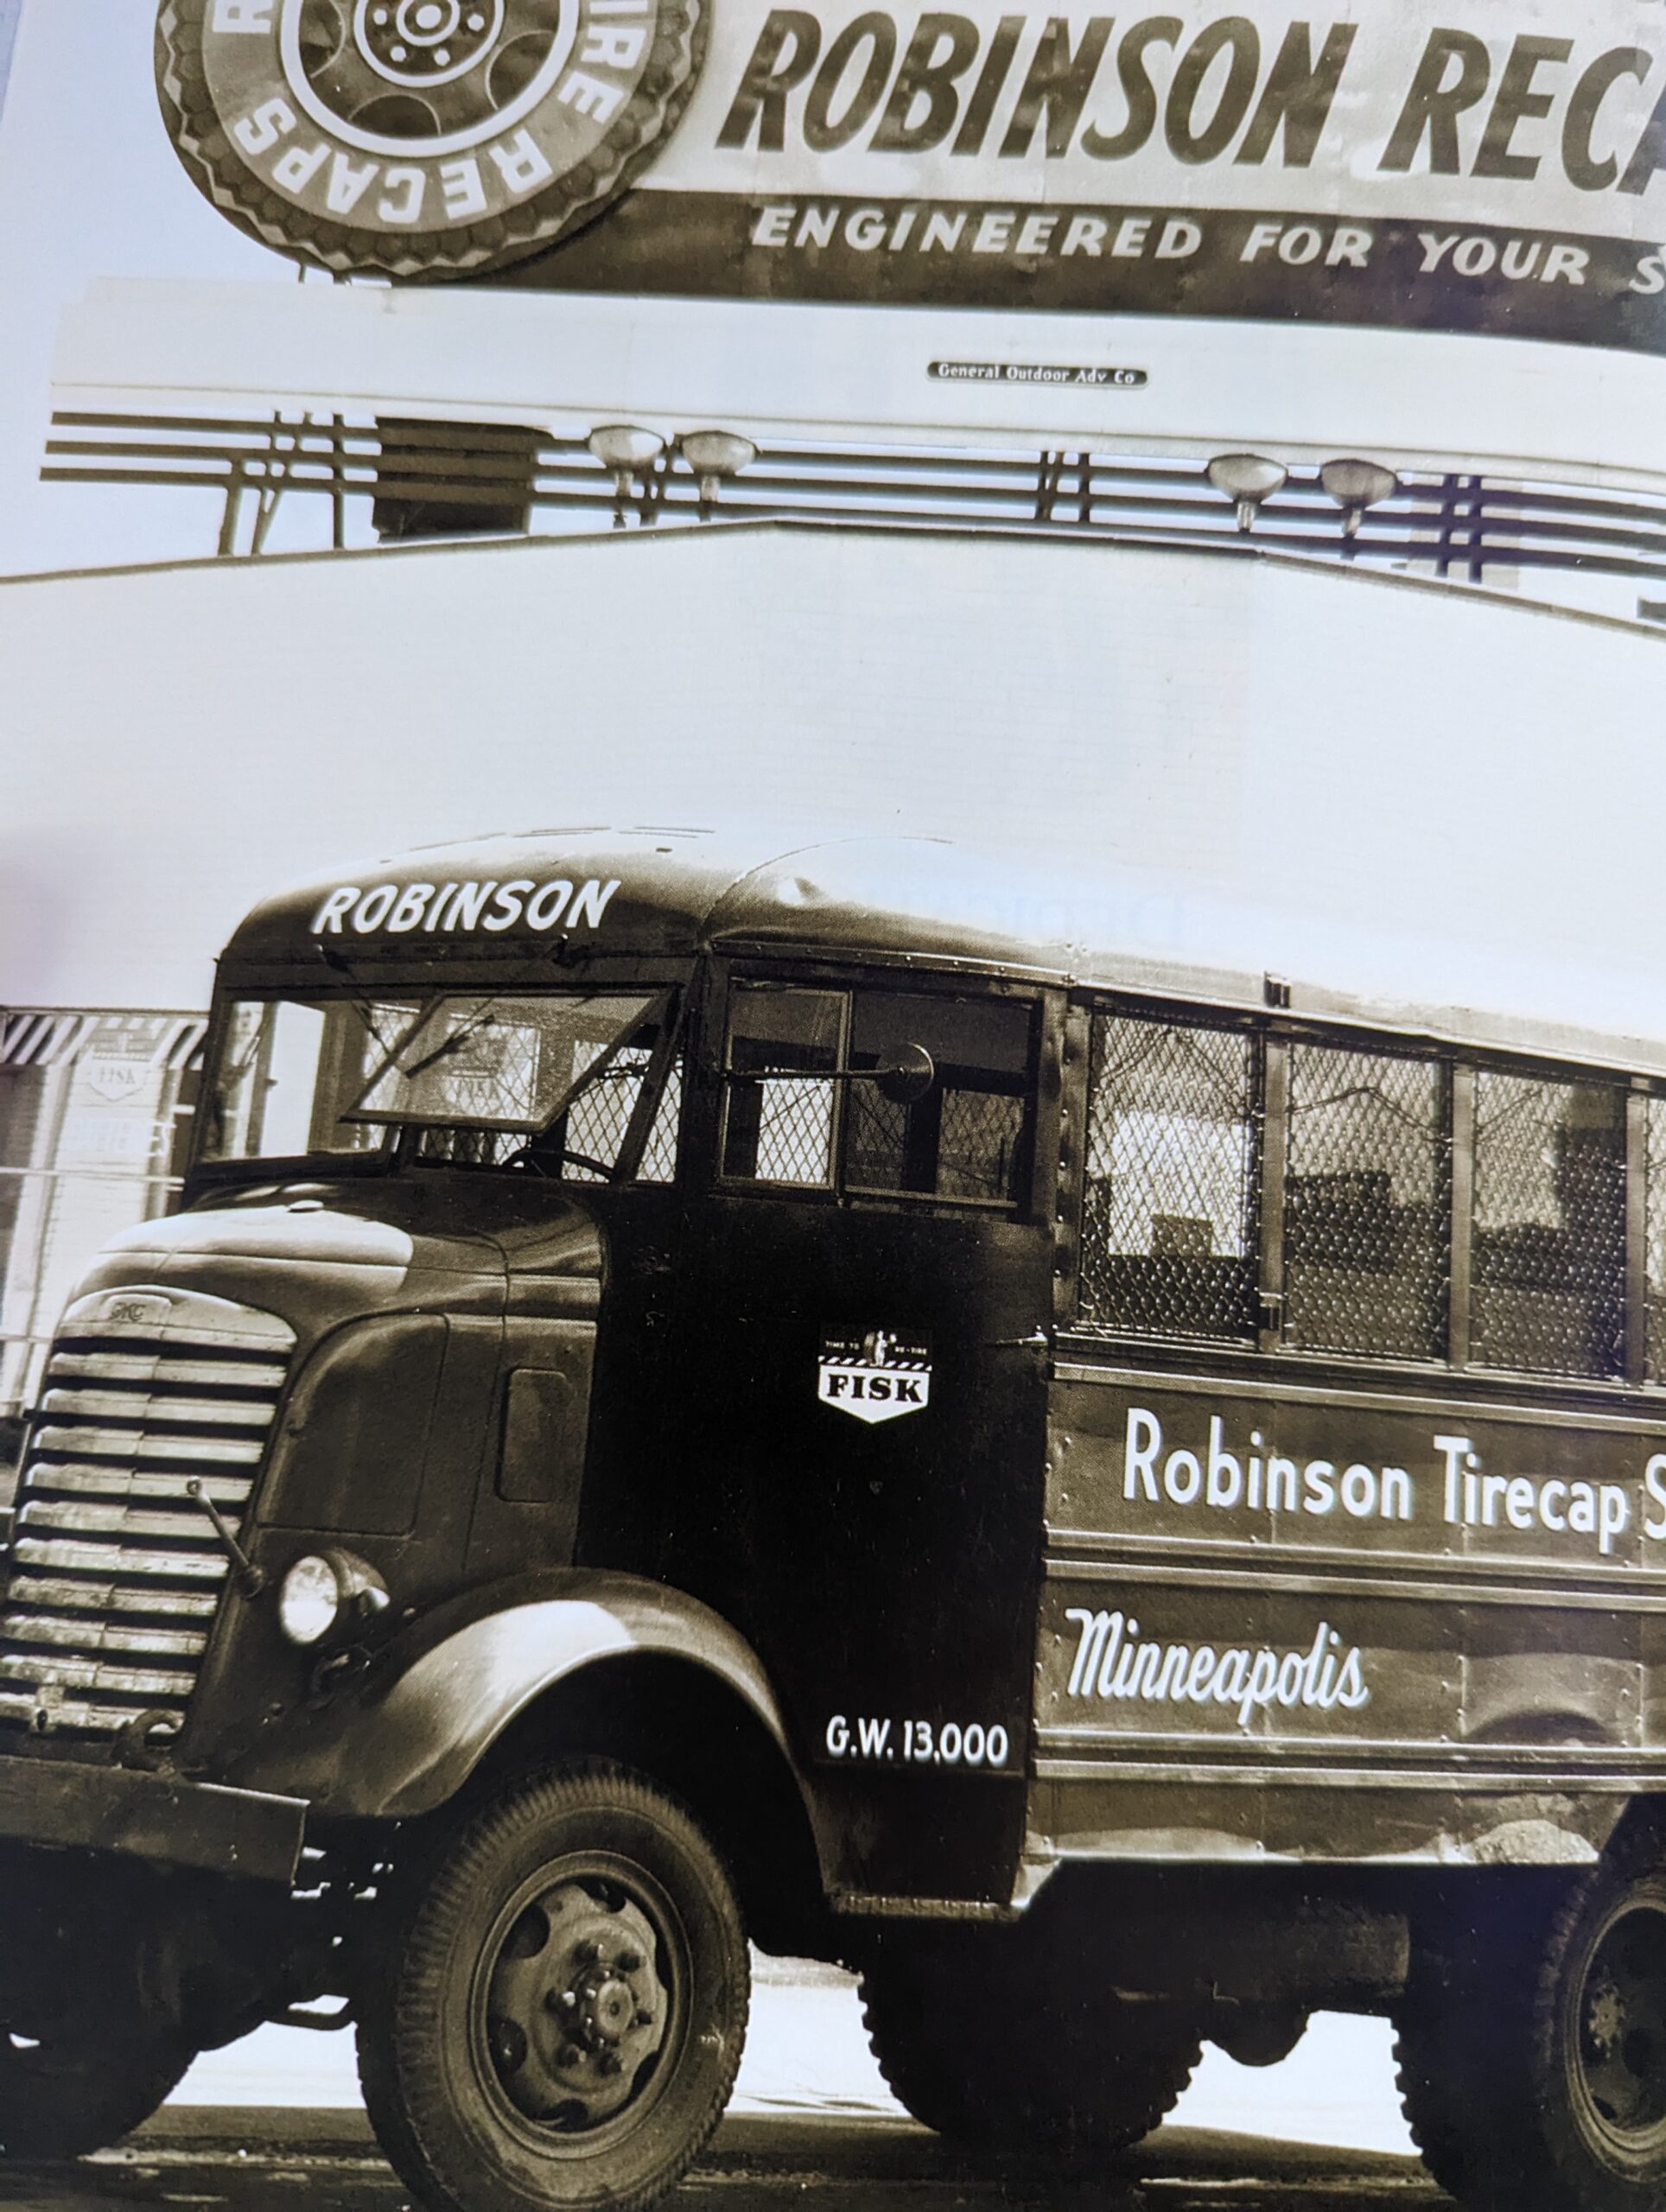 TIRE RECAPS
ROBINSON RECA
ENGINEERED FOR YOUR S
General Outdoor Adv Co
ROBINSON
FISK
GMC
TIME TO RE-TIRE
FISK
Robinson Tirecap S
Minneapolis
G.W. 13,000